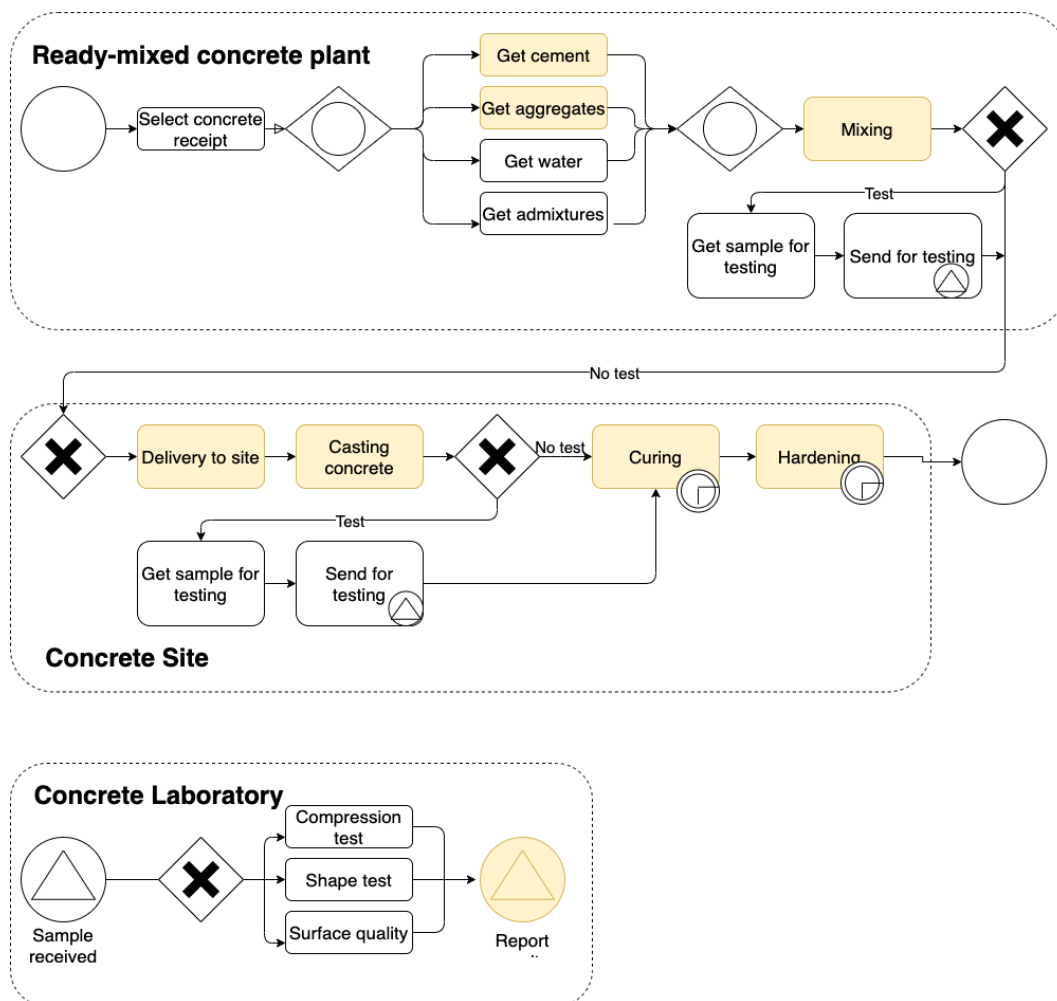 Ready-mixed concrete plant
Select concrete
receipt
Get cement
Get aggregates
Get water
Get admixtures
Mixing
Test
Get sample for
testing
Send for testing
No test
Delivery to site
Casting
concrete
No test
Curing
Hardening
Test
Get sample for
testing
Send for
testing
Concrete Site
Concrete Laboratory
Compression
test
Shape test
Surface quality
Sample
received
Report